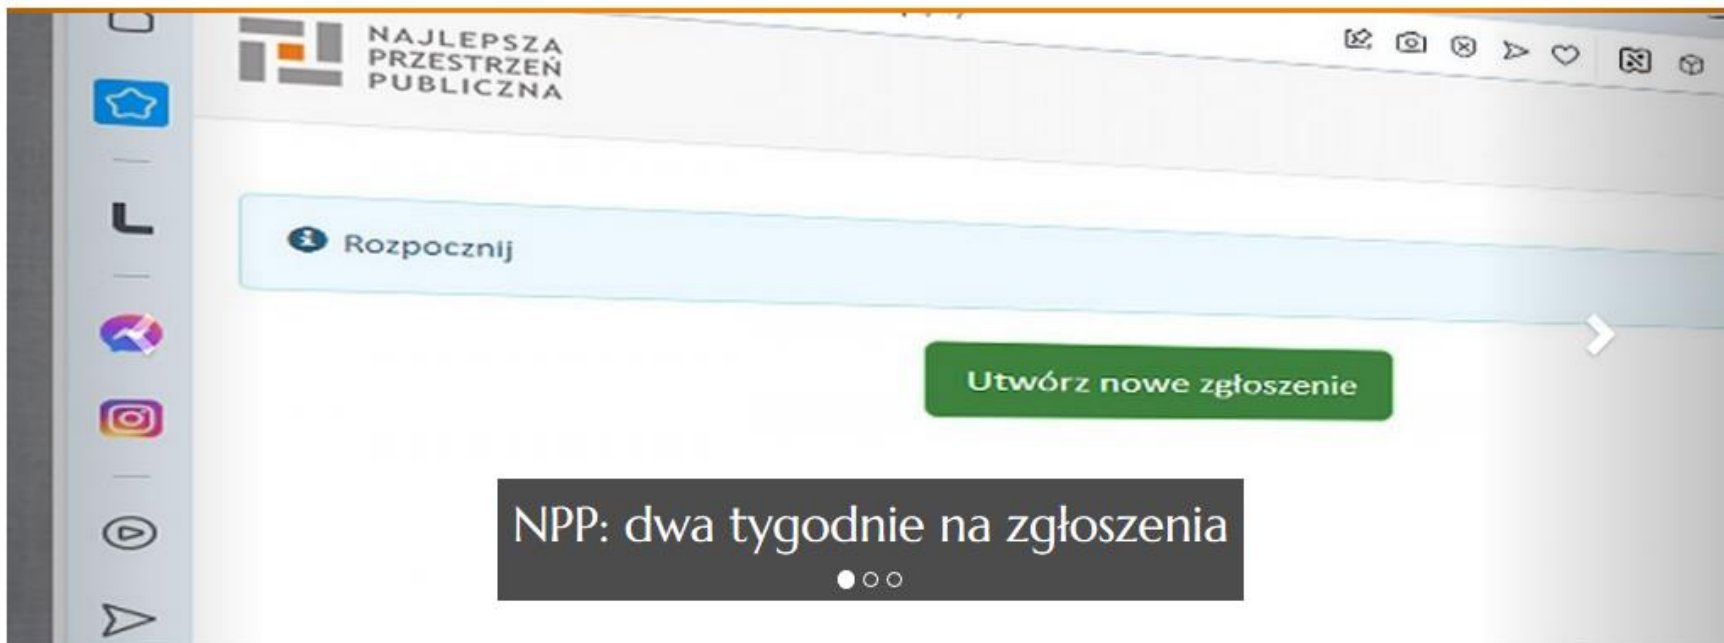 NAJLEPSZA
PRZESTRZEŃ
PUBLICZNA
Rozpocznij
Utwórz nowe zgłoszenie
NPP: dwa tygodnie na zgłoszenia